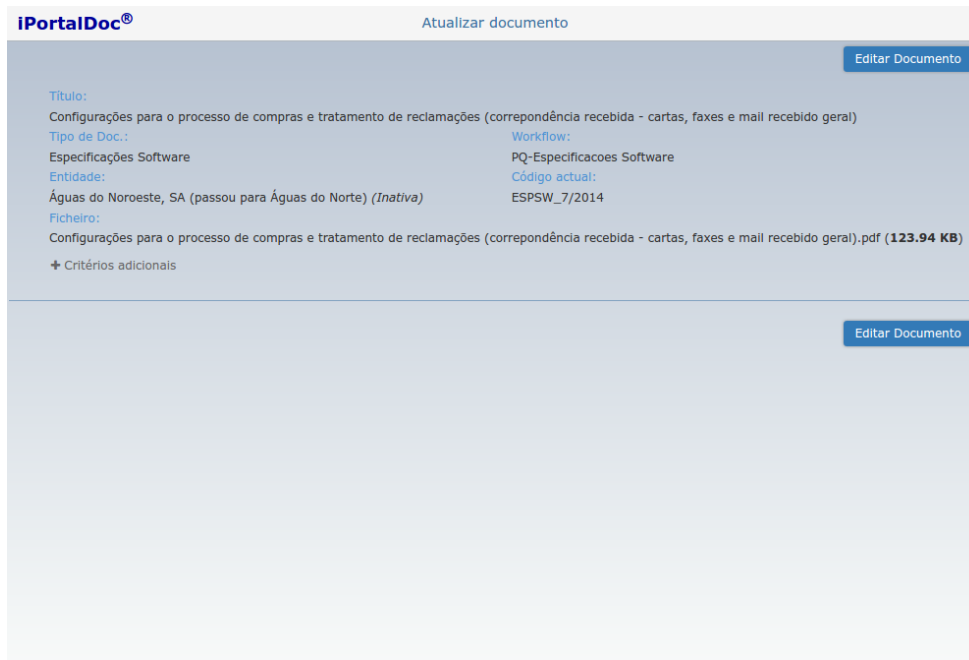 iPortalDoc®
Atualizar documento
Editar Documento
Título:
Configurações para o processo de compras e tratamento de reclamações (correpondência recebida - cartas, faxes e mail recebido geral)
Tipo de Doc.:
Workflow:
Especificações Software
PQ-Especificacoes Software
Entidade:
Código actual:
Águas do Noroeste, SA (passou para Águas do Norte) (Inativa)
ESPSW_7/2014
Ficheiro:
Configurações para o processo de compras e tratamento de reclamações (correpondência recebida - cartas, faxes e mail recebido geral).pdf (123.94 KB)
+ Critérios adicionais
Editar Documento